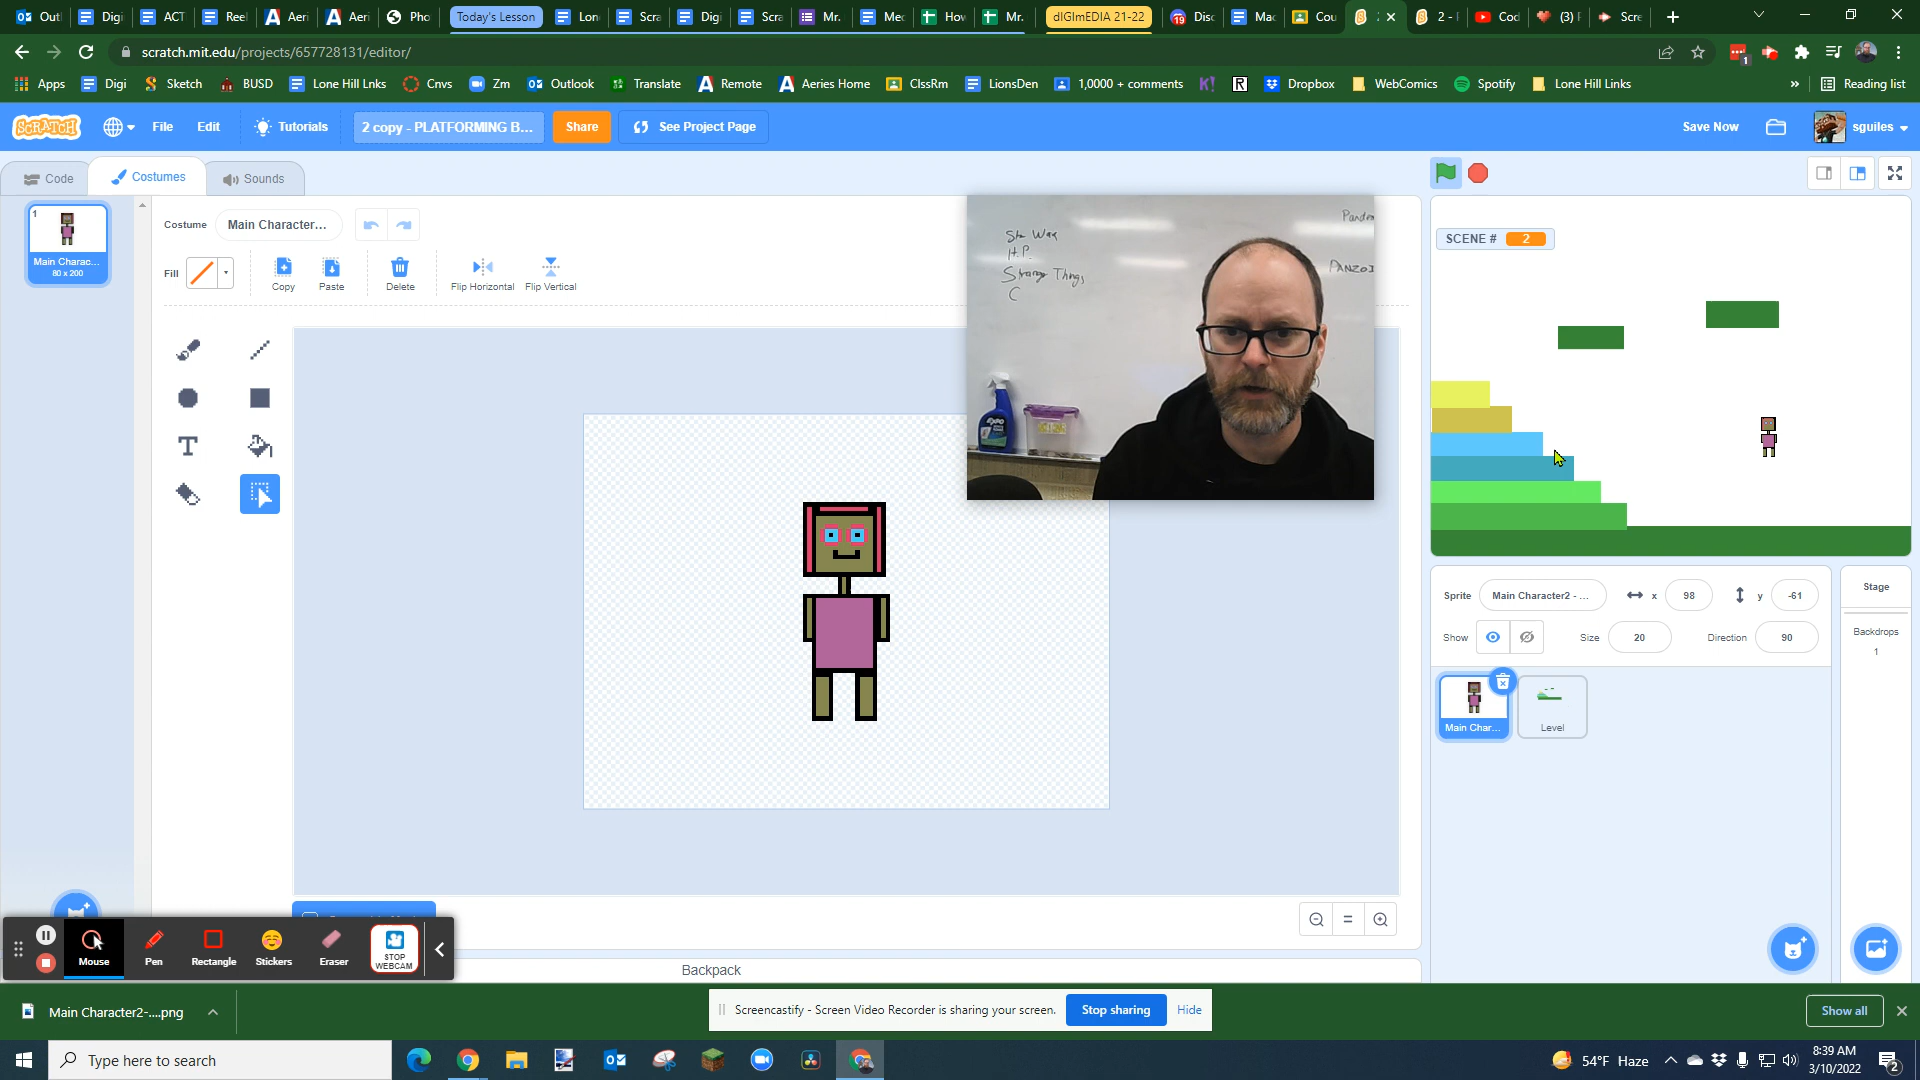 Outl
Digi
ACT
Reel
Aeri
Aeri
Pho
Today's Lesson
Lon
Scra
Digi
Scra
Mr.
Mec
How
Mr.
dIGImEDIA 21-22
Disc
Mac
Cou
2 - F
Cod
(3) F
Scre
scratch.mit.edu/projects/657728131/editor/
Apps
Digi
Sketch
BUSD
Lone Hill Lnks
Cnvs
Zm
Outlook
Translate
Remote
Aeries Home
ClssRm
LionsDen
1,0000 + comments
Dropbox
WebComics
Spotify
Lone Hill Links
»
Reading list
SCRATCH
File
Edit
Tutorials
2 copy - PLATFORMING B...
Share
See Project Page
Save Now
sguiles
Code
Costumes
Sounds
1
Main Charac...
80 x 200
Costume
Main Character...
Fill
Copy
Paste
Delete
Flip Horizontal
Flip Vertical
T
Star Wars
H.P.
Strange Things
C
SCENE # 2
Sprite
Main Character2 - ...
x
98
y
-61
Show
Size
20
Direction
90
Stage
Backdrops
1
Main Char...
Level
Mouse
Pen
Rectangle
Stickers
Eraser
STOP
WEBCAM
Backpack
Main Character2-....png
Screencastify - Screen Video Recorder is sharing your screen.
Stop sharing
Hide
Show all
Type here to search
54°F Haze
8:39 AM
3/10/2022
2